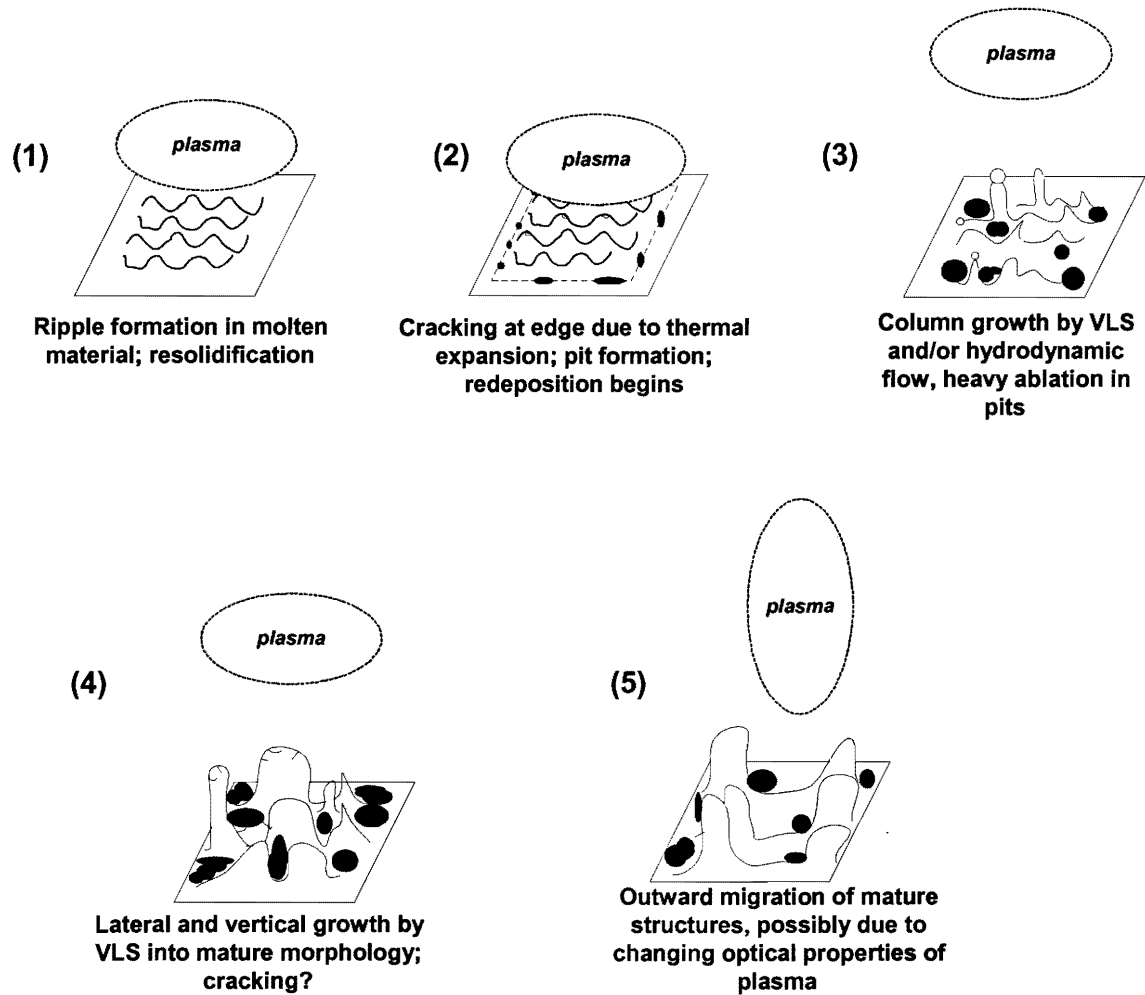 (1)
plasma
Ripple formation in molten
material; resolidification
(2)
plasma
Cracking at edge due to thermal
expansion; pit formation;
redeposition begins
(3)
plasma
Column growth by VLS
and/or hydrodynamic
flow, heavy ablation in
pits
(4)
plasma
Lateral and vertical growth by
VLS into mature morphology;
cracking?
(5)
plasma
Outward migration of mature
structures, possibly due to
changing optical properties of
plasma